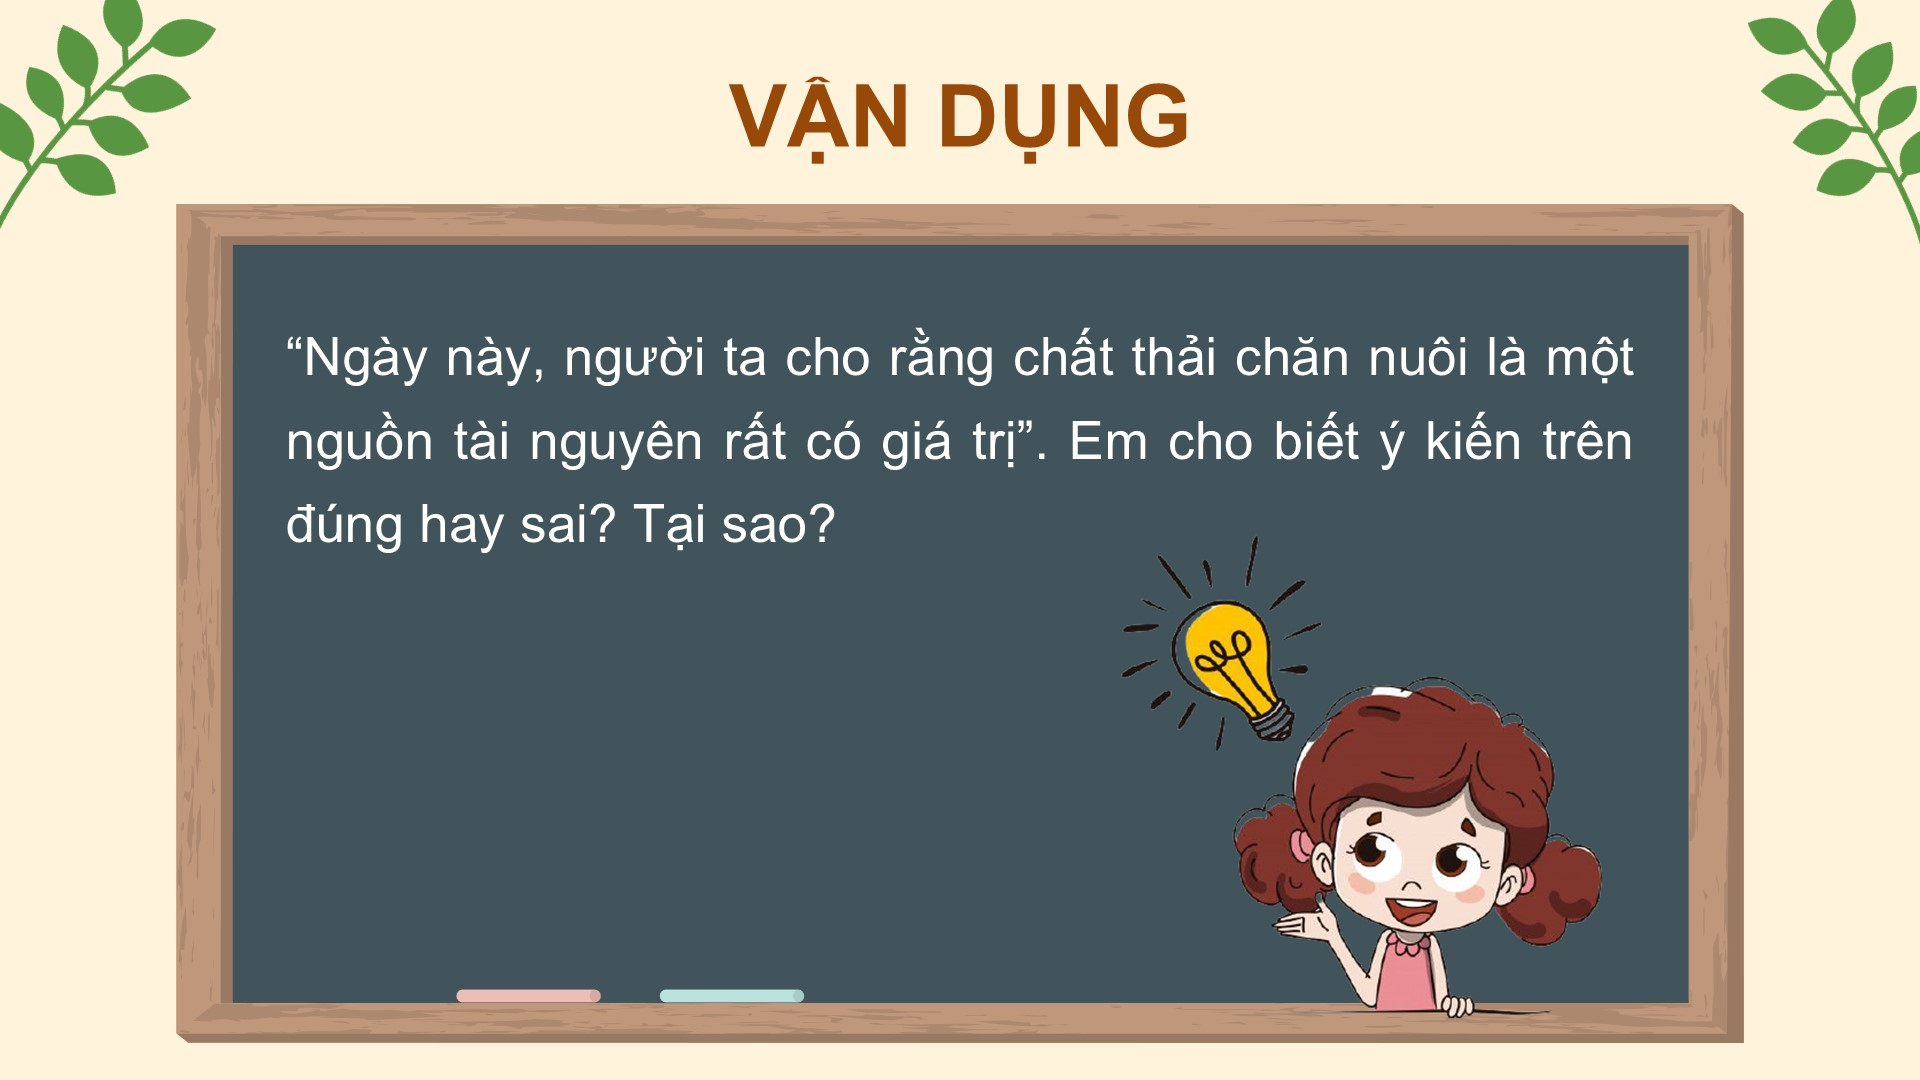 VẬN DỤNG
“Ngày này, người ta cho rằng chất thải chăn nuôi là một
nguồn tài nguyên rất có giá trị”. Em cho biết ý kiến trên
đúng hay sai? Tại sao?